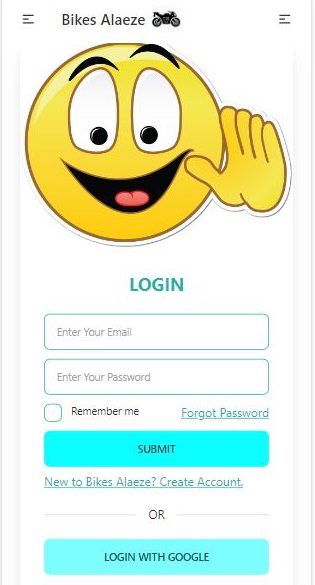 Bikes Alaeze
LOGIN
Enter Your Email
Enter Your Password
Remember me
Forgot Password
SUBMIT
New to Bikes Alaeze? Create Account.
OR
LOGIN WITH GOOGLE